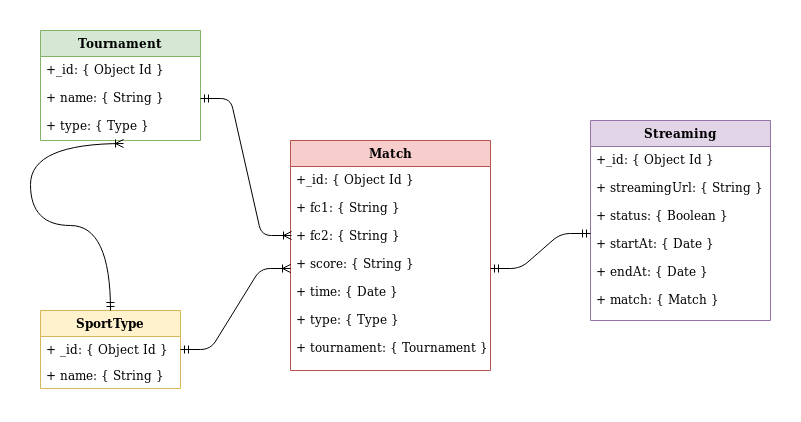 Tournament
+_id: { Object Id }
+ name: { String }
+ type: { Type }
SportType
+ _id: { Object Id }
+ name: { String }
Match
+_id: { Object Id }
+ fc1: { String }
+ fc2: { String }
+ score: { String }
+ time: { Date }
+ type: { Type }
+ tournament: { Tournament }
Streaming
+_id: { Object Id }
+ streamingUrl: { String }
+ status: { Boolean }
+ startAt: { Date }
+ endAt: { Date }
+ match: { Match }